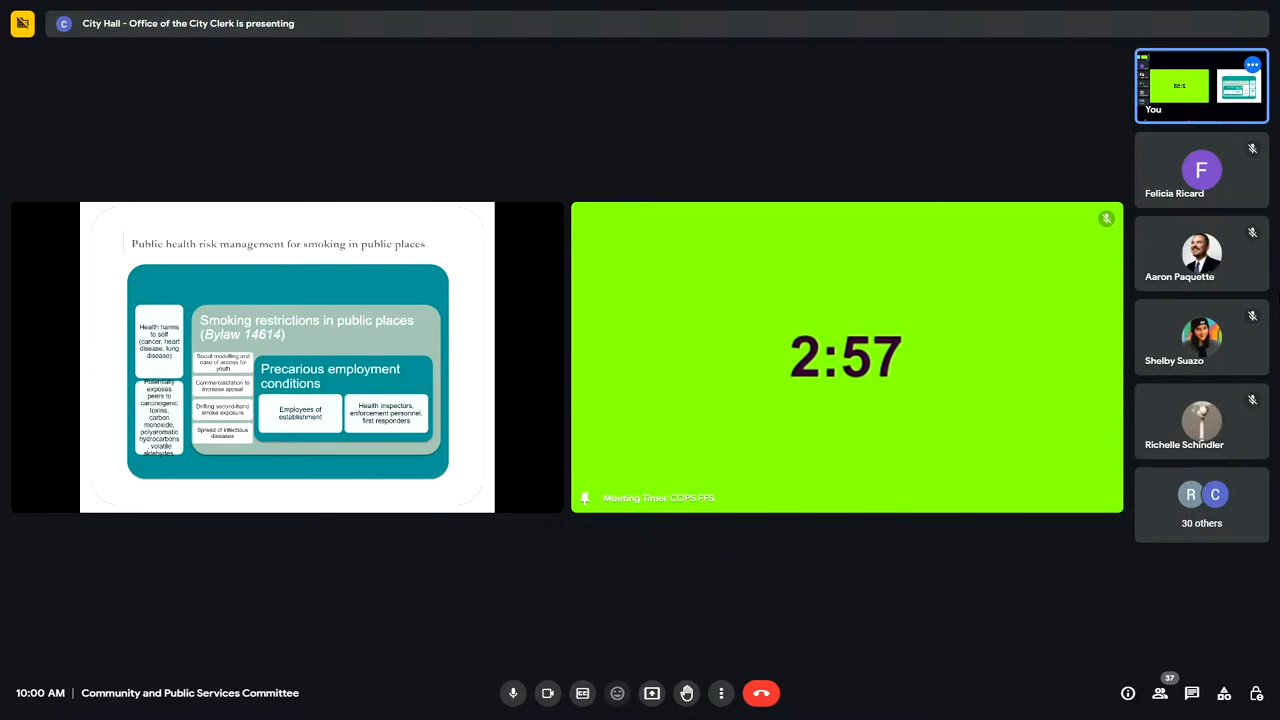 C
City Hall - Office of the City Clerk is presenting
Public health risk management for smoking in public places
Health harms
to self
(cancer, heart
disease, lung
disease)
Potentially
exposes
peers to
carcinogenic
toxins,
carbon
monoxide,
polyaromatic
hydrocarbons
, volatile
aldehydes
Smoking restrictions in public places
(Bylaw 14614)
Social modelling and
ease of access for
youth
Commercialization to
increase appeal
Drifting second-hand
smoke exposure
Spread of infectious
diseases
Precarious employment
conditions
Employees of
establishment
Health inspectors,
enforcement personnel,
first responders
2:57
Meeting Timer COPS FFS
You
F
Felicia Ricard
Aaron Paquette
Shelby Suazo
Richelle Schindler
R C
30 others
10:00 AM | Community and Public Services Committee
37